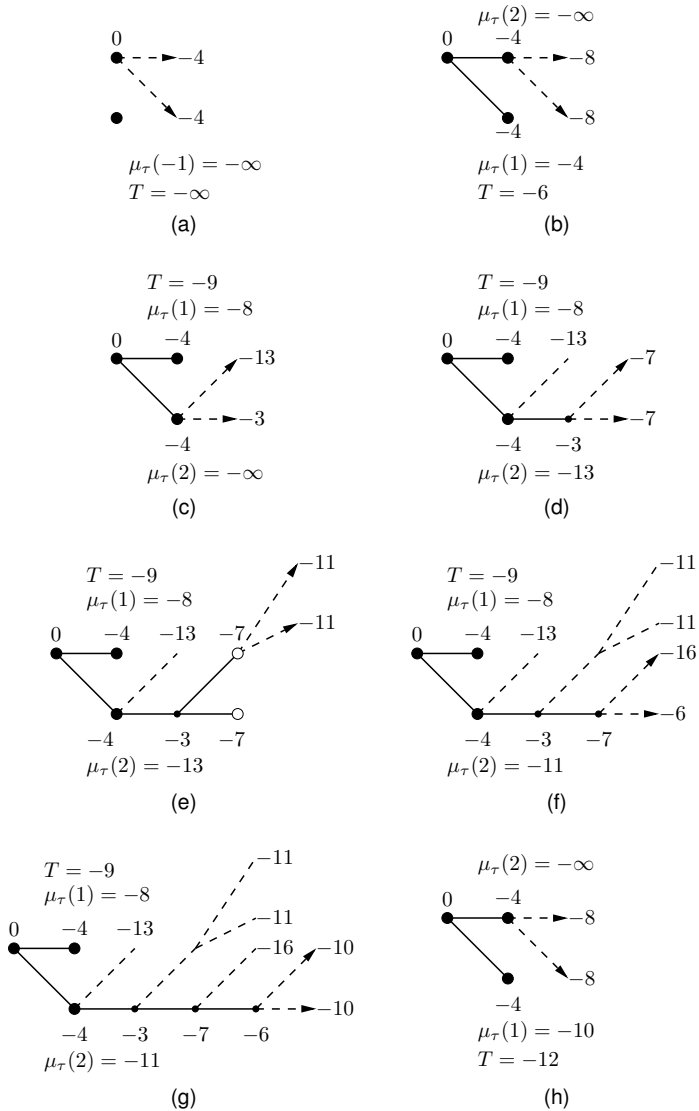 0
−4
−4
μτ(−1) = −∞
T = −∞
(a)
μτ(2) = −∞
0 −4
−8
−8
−4
μτ(1) = −4
T = −6
(b)
T = −9
μτ(1) = −8
0 −4
−13
−3
−4
μτ(2) = −∞
(c)
T = −9
μτ(1) = −8
0 −4 −13
−7
−7
−4 −3
μτ(2) = −13
(d)
−11
T = −9
μτ(1) = −8
−11
0 −4 −13 −7
−4 −3 −7
μτ(2) = −13
(e)
−11
T = −9
μτ(1) = −8
−11
0 −4 −13
−16
−6
−4 −3 −7
μτ(2) = −11
(f)
−11
T = −9
μτ(1) = −8
−11
0 −4 −13
−16 −10
−10
−4 −3 −7 −6
μτ(2) = −11
(g)
μτ(2) = −∞
0 −4
−8
−8
−4
μτ(1) = −10
T = −12
(h)